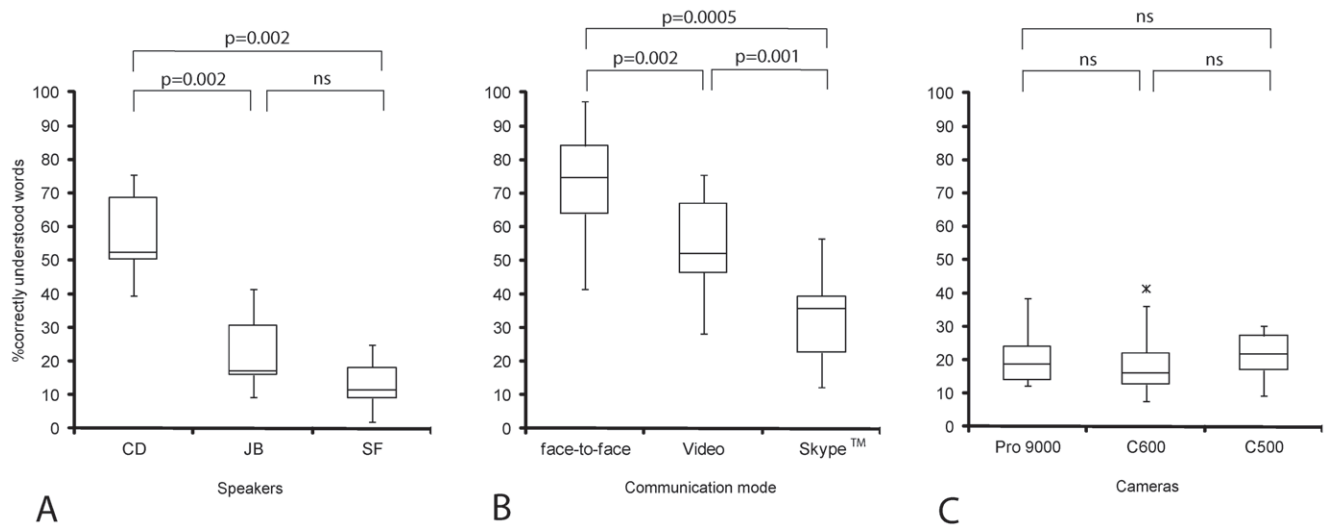 p=0.002
p=0.002
ns
%correctly understood words
100
90
80
70
60
50
40
30
20
10
0
CD
JB
SF
Speakers
A
p=0.0005
p=0.002
p=0.001
100
90
80
70
60
50
40
30
20
10
0
face-to-face
Video
Skype™
Communication mode
B
ns
ns
ns
100
90
80
70
60
50
40
30
20
10
0
Pro 9000
C600
C500
Cameras
C